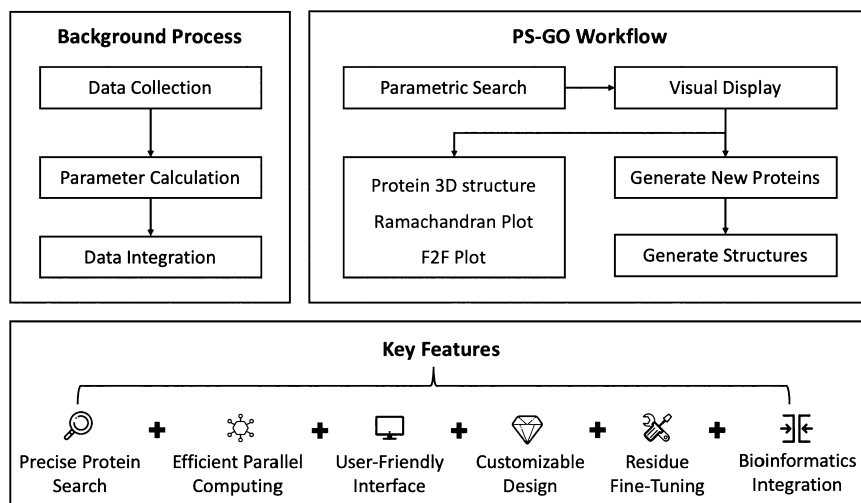 Background Process
Data Collection
Parameter Calculation
Data Integration
PS-GO Workflow
Parametric Search
Visual Display
Protein 3D structure
Ramachandran Plot
F2F Plot
Generate New Proteins
Generate Structures
Key Features
Precise Protein
Search
Efficient Parallel
Computing
User-Friendly
Interface
Customizable
Design
Residue
Fine-Tuning
Bioinformatics
Integration